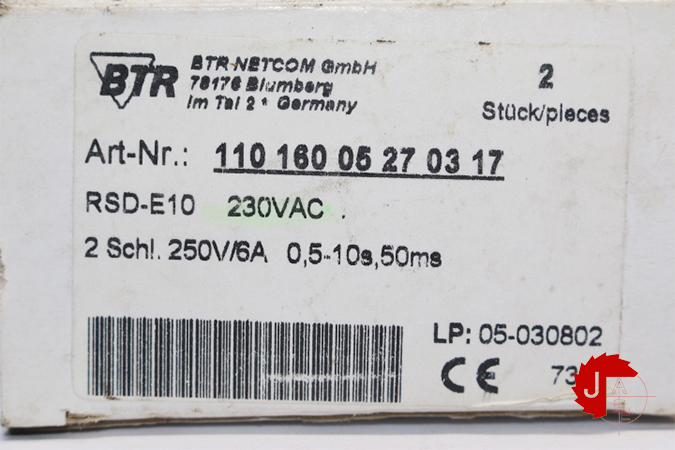 BTR
BTR NETCOM GmbH
78176 Blumberg
Im Tal 2 * Germany
2
Stück/pieces
Art-Nr.: 110 160 05 27 03 17
RSD-E10 230VAC .
2 Schl. 250V/6A 0,5-10s,50ms
LP: 05-030802
CE
73
J